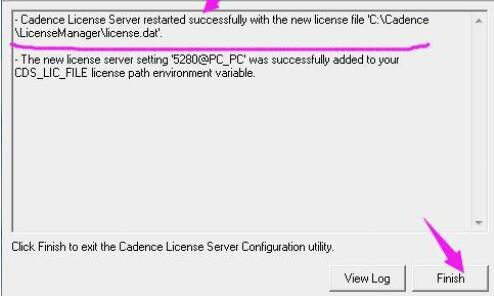 - Cadence License Server restarted successfully with the new license file 'C:\Cadence
\LicenseManager\license.dat'.
- The new license server setting '5280@PC_PC' was successfully added to your
CDS_LIC_FILE license path environment variable.
Click Finish to exit the Cadence License Server Configuration utility.
View Log
Finish